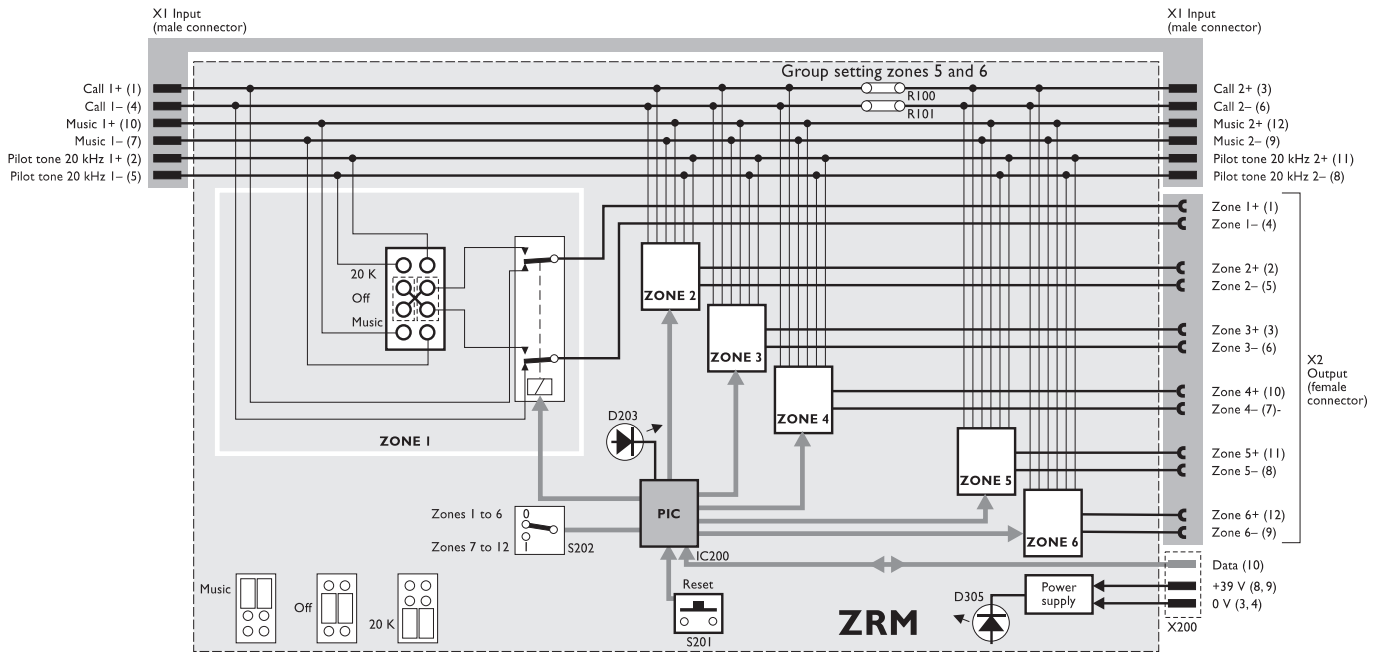 X1 Input
(male connector)
X1 Input
(male connector)
Group setting zones 5 and 6
Call 1+ (1)
R100
Call 2+ (3)
Call 1– (4)
R101
Call 2– (6)
Music 1+ (10)
Music 2+ (12)
Music 1– (7)
Music 2– (9)
Pilot tone 20 kHz 1+ (2)
Pilot tone 20 kHz 2+ (11)
Pilot tone 20 kHz 1– (5)
Pilot tone 20 kHz 2– (8)
Zone 1+ (1)
Zone 1– (4)
20 K
Off
Music
ZONE 1
ZONE 2
Zone 2+ (2)
Zone 2– (5)
ZONE 3
Zone 3+ (3)
Zone 3– (6)
ZONE 4
Zone 4+ (10)
Zone 4– (7)-
X2
Output
(female
connector)
D203
ZONE 5
Zone 5+ (11)
Zone 5– (8)
ZONE 6
Zone 6+ (12)
Zone 6– (9)
PIC
IC200
Zones 1 to 6
0
Zones 7 to 12
1
S202
Data (10)
+39 V (8, 9)
0 V (3, 4)
X200
Music
Off
20 K
Reset
S201
ZRM
D305
Power
supply